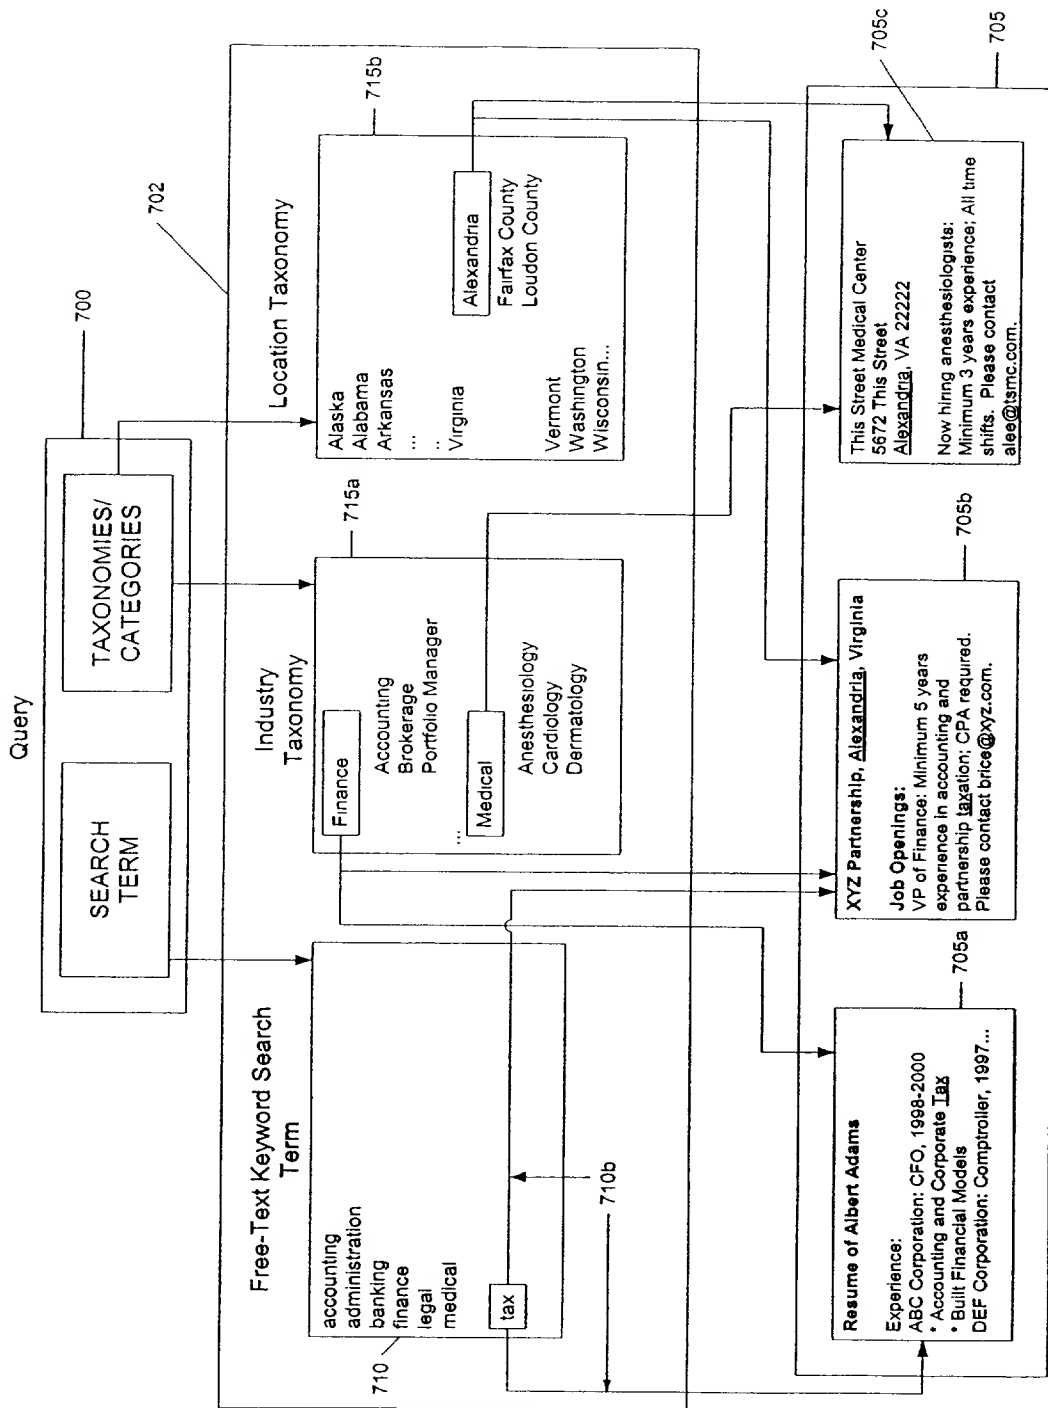 Query
700
SEARCH
TERM
TAXONOMIES/
CATEGORIES
702
Free-Text Keyword Search
Term
710
accounting
administration
banking
finance
legal
medical
tax
710b
Industry
Taxonomy
715a
Finance
Accounting
Brokerage
Portfolio Manager
...
Medical
Anesthesiology
Cardiology
Dermatology
Location Taxonomy
715b
Alaska
Alabama
Arkansas
...
..
Virginia
Alexandria
Fairfax County
Loudon County
Vermont
Washington
Wisconsin...
705
705a
Resume of Albert Adams
Experience:
ABC Corporation: CFO, 1998-2000
* Accounting and Corporate Tax
* Built Financial Models
DEF Corporation: Comptroller, 1997...
705b
XYZ Partnership, Alexandria, Virginia
Job Openings:
VP of Finance: Minimum 5 years
experience in accounting and
partnership taxation; CPA required.
Please contact brice@xyz.com.
705c
This Street Medical Center
5672 This Street
Alexandria, VA 22222
Now hiring anesthesiologists:
Minimum 3 years experience; All time
shifts. Please contact
alee@tsmc.com.